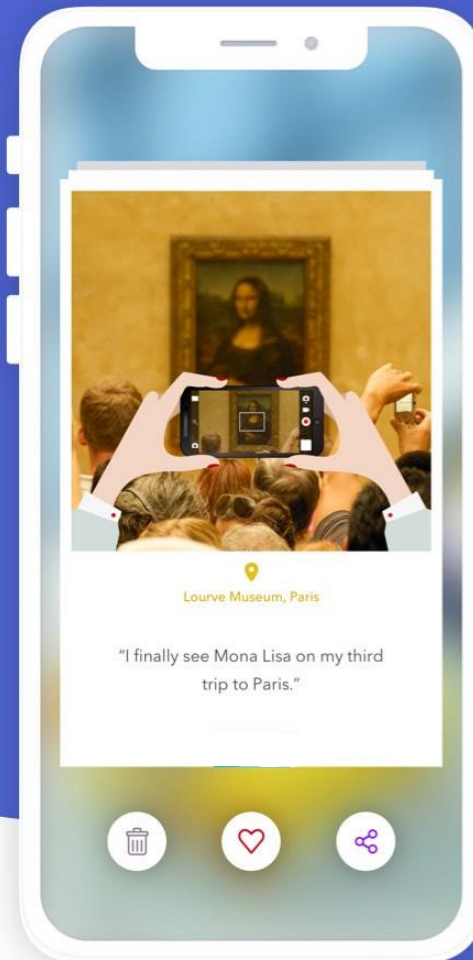 Lourve Museum, Paris
“I finally see Mona Lisa on my third
trip to Paris.”